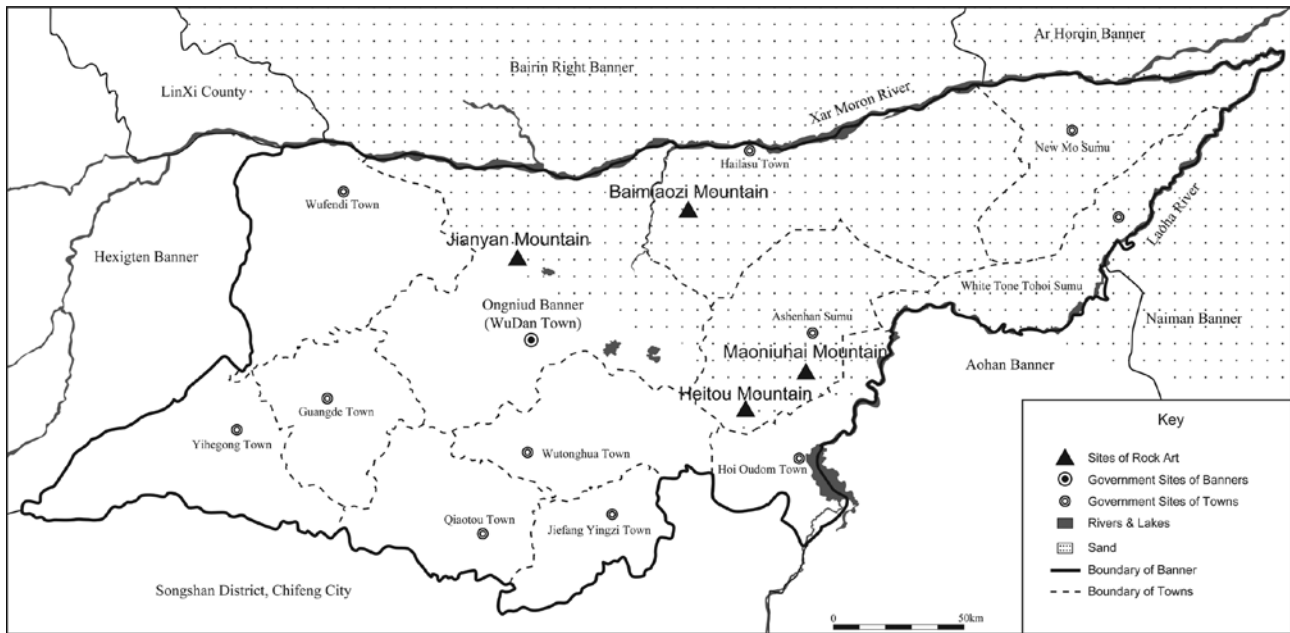 Ar Horqin Banner
Bairin Right Banner
LinXi County
Xar Moron River
New Mo Sumu
Hailasu Town
Baimiaozi Mountain
Wufendi Town
Laoha River
Jianyan Mountain
Hexigten Banner
White Tone Tohoi Sumu
Ongniud Banner
(WuDan Town)
Ashenhan Sumu
Naiman Banner
Maoniuhai Mountain
Aohan Banner
Heitou Mountain
Guangde Town
Yihegong Town
Wutonghua Town
Hoi Oudom Town
Qiaotou Town
Jiefang Yingzi Town
Songshan District, Chifeng City
Key
Sites of Rock Art
Government Sites of Banners
Government Sites of Towns
Rivers & Lakes
Sand
Boundary of Banner
Boundary of Towns
0 50km